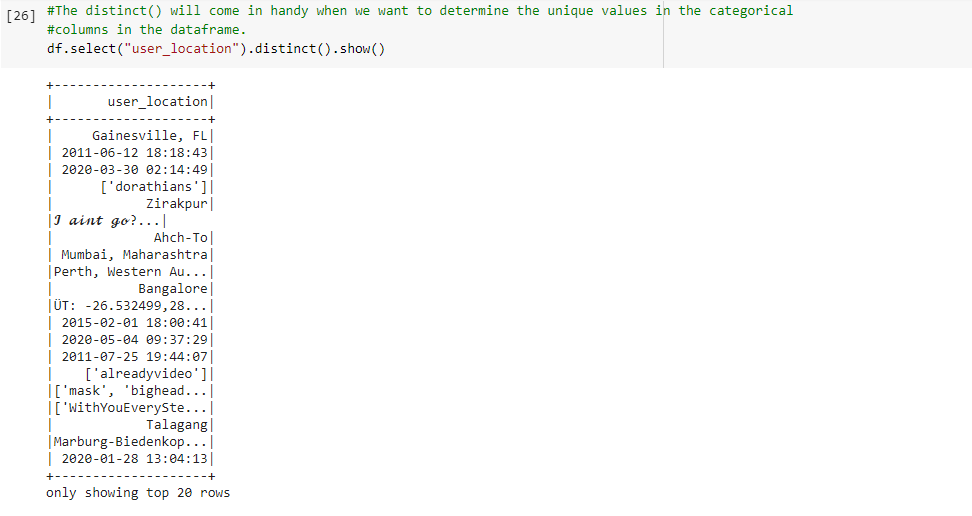 [26] #The distinct() will come in handy when we want to determine the unique values in the categorical
#columns in the dataframe.
df.select("user_location").distinct().show()
+--------------------+
|       user_location|
+--------------------+
|     Gainesville, FL|
| 2011-06-12 18:18:43|
| 2020-03-30 02:14:49|
|      ['dorathians']|
|            Zirakpur|
|𝓘 𝓪𝓲𝓷𝓽 𝓰𝓸?...|
|             Ahch-To|
| Mumbai, Maharashtra|
|Perth, Western Au...|
|           Bangalore|
|ÜT: -26.532499,28...|
| 2015-02-01 18:00:41|
| 2020-05-04 09:37:29|
| 2011-07-25 19:44:07|
|    ['alreadyvideo']|
|['mask', 'bighead...|
|['WithYouEverySte...|
|            Talagang|
|Marburg-Biedenkop...|
| 2020-01-28 13:04:13|
+--------------------+
only showing top 20 rows